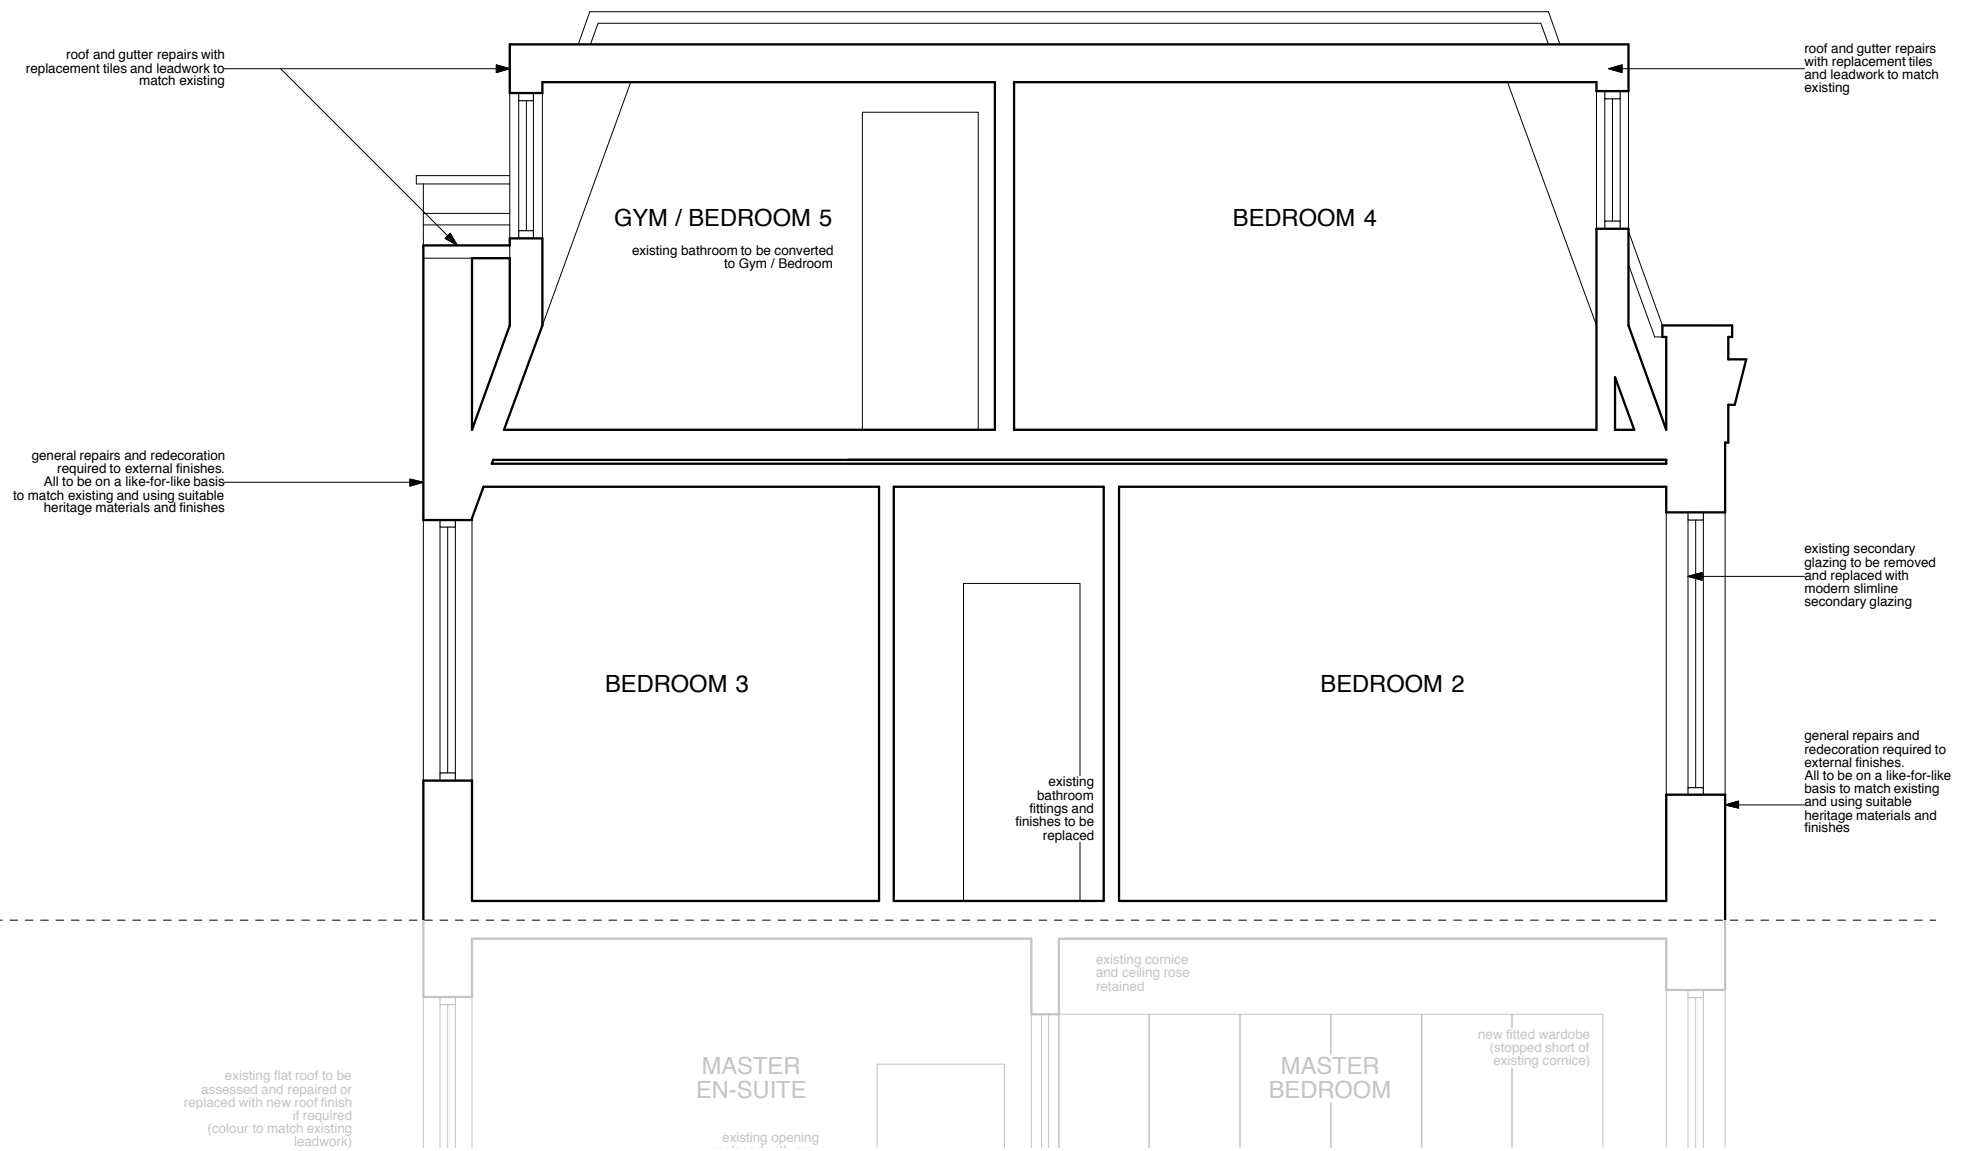 roof and gutter repairs with
replacement tiles and leadwork to
match existing
roof and gutter repairs
with replacement tiles
and leadwork to match
existing
GYM / BEDROOM 5
existing bathroom to be converted
to Gym / Bedroom
BEDROOM 4
general repairs and redecoration
required to external finishes.
All to be on a like-for-like basis
to match existing and using suitable
heritage materials and finishes
existing secondary
glazing to be removed
and replaced with
modern slimline
secondary glazing
BEDROOM 3
BEDROOM 2
existing
bathroom
fittings and
finishes to be
replaced
general repairs and
redecoration required to
external finishes.
All to be on a like-for-like
basis to match existing
and using suitable
heritage materials and
finishes
existing cornice
and ceiling rose
retained
new fitted wardobe
(stopped short of
existing cornice)
MASTER
EN-SUITE
MASTER
BEDROOM
existing flat roof to be
assessed and repaired or
replaced with new roof finish
if required
(colour to match existing
leadwork)
existing opening